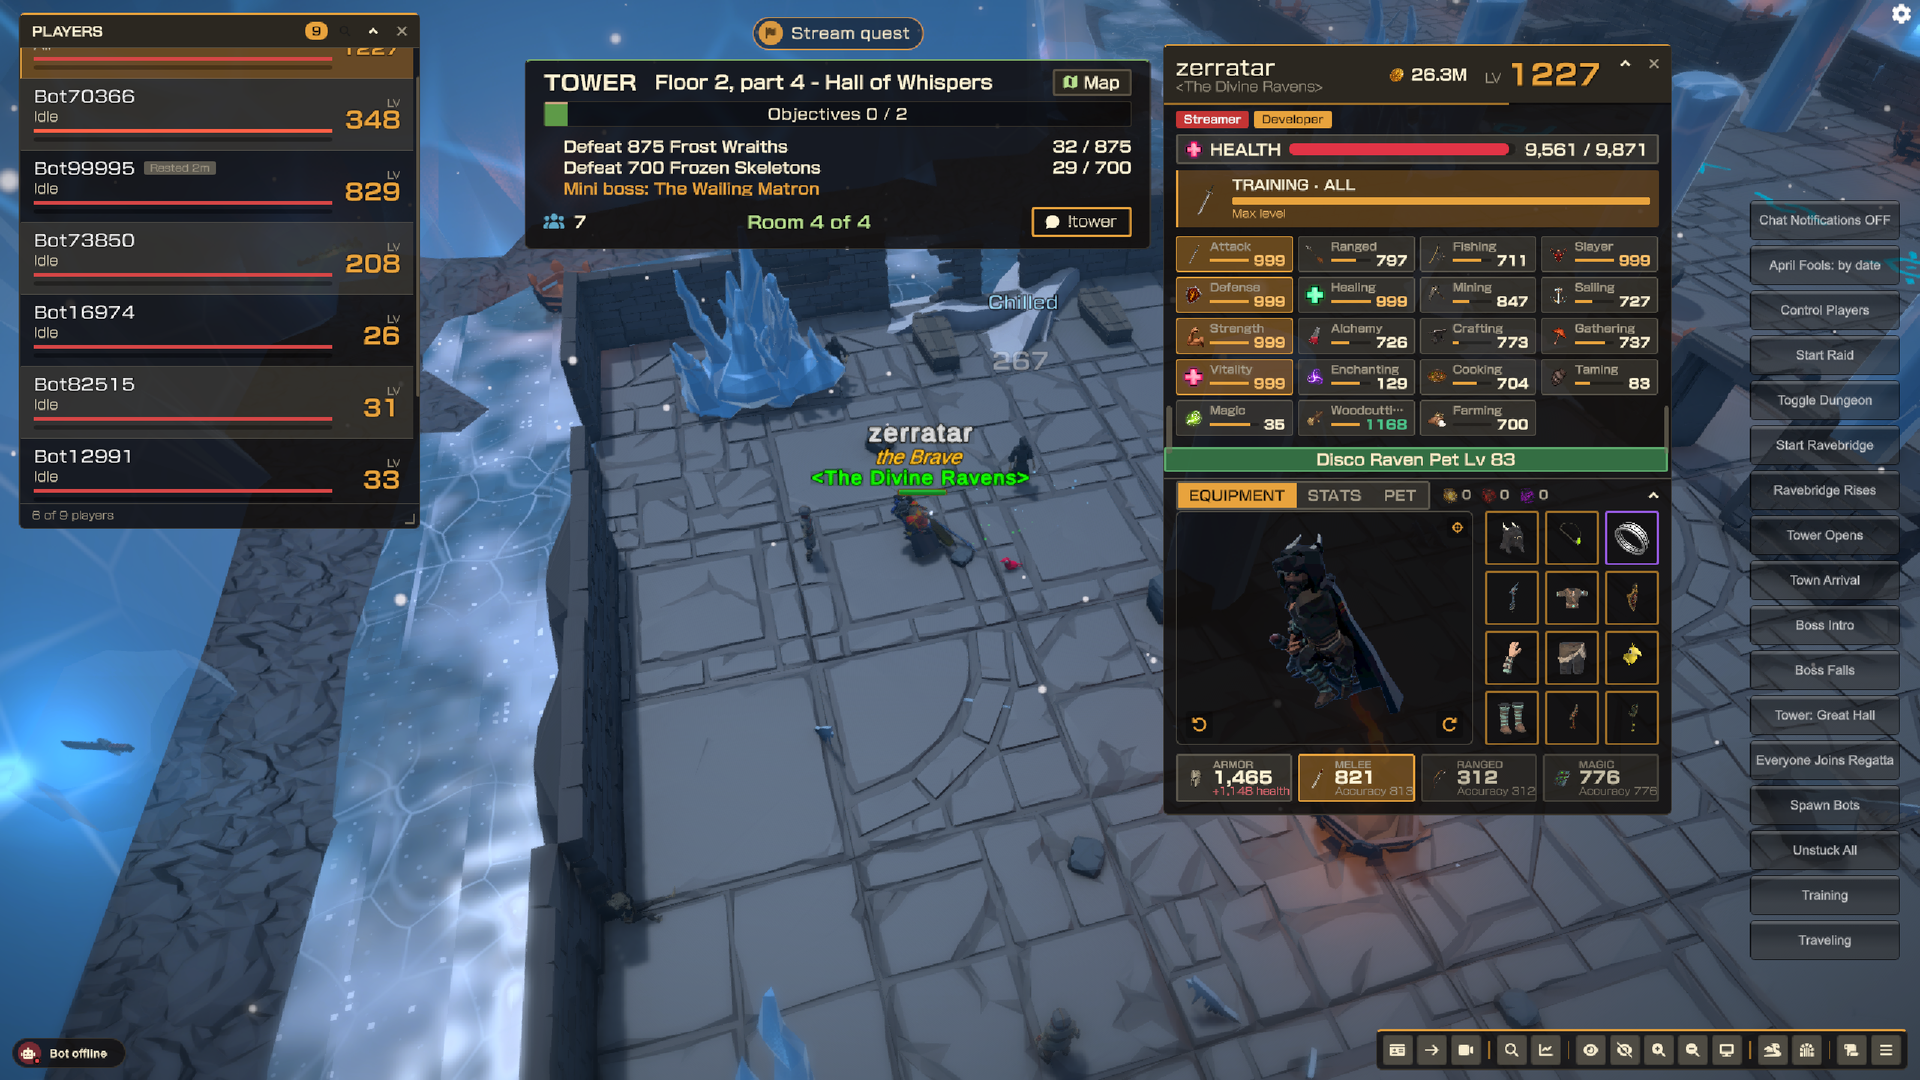 PLAYERS
9
1227
Bot70366
Idle
LV
348
Bot99995
Rested 2m
Idle
LV
829
Bot73850
Idle
LV
208
Bot16974
Idle
LV
26
Bot82515
Idle
LV
31
Bot12991
Idle
LV
33
6 of 9 players
Stream quest
TOWER Floor 2, part 4 - Hall of Whispers
Map
Objectives 0 / 2
Defeat 875 Frost Wraiths 32 / 875
Defeat 700 Frozen Skeletons 29 / 700
Mini boss: The Wailing Matron
7
Room 4 of 4
!tower
Chilled
267
zerratar
the Brave
<The Divine Ravens>
zerratar
<The Divine Ravens>
26.3M
LV 1227
Streamer
Developer
HEALTH 9,561 / 9,871
TRAINING · ALL
Max level
Attack 999
Ranged 797
Fishing 711
Slayer 999
Defense 999
Healing 999
Mining 847
Sailing 727
Strength 999
Alchemy 726
Crafting 773
Gathering 737
Vitality 999
Enchanting 129
Cooking 704
Taming 83
Magic 35
Woodcutti... 1168
Farming 700
Disco Raven Pet Lv 83
EQUIPMENT STATS PET 0 0 0
ARMOR
1,465
+1,148 health
MELEE
821
Accuracy 813
RANGED
312
Accuracy 312
MAGIC
776
Accuracy 776
Chat Notifications OFF
April Fools: by date
Control Players
Start Raid
Toggle Dungeon
Start Ravebridge
Ravebridge Rises
Tower Opens
Town Arrival
Boss Intro
Boss Falls
Tower: Great Hall
Everyone Joins Regatta
Spawn Bots
Unstuck All
Training
Traveling
Bot offline